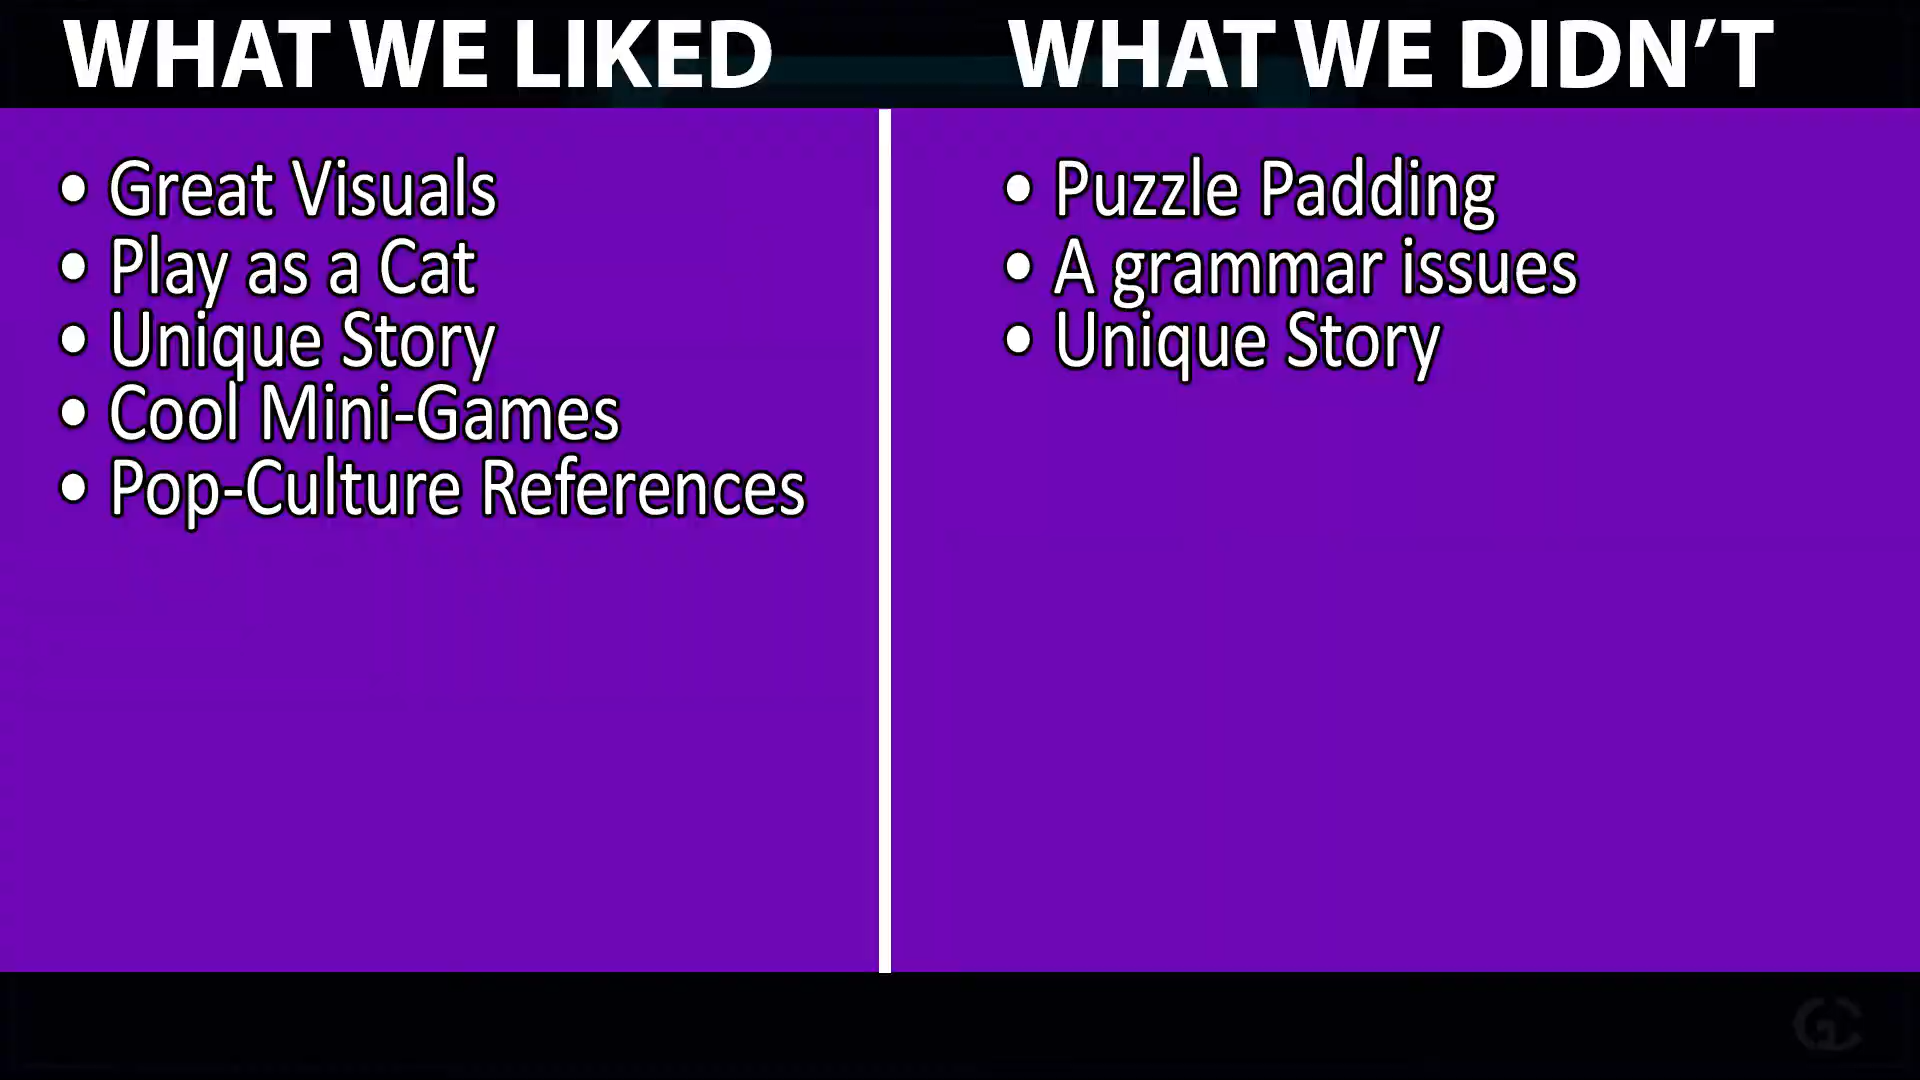 WHAT WE LIKED
• Great Visuals
• Play as a Cat
• Unique Story
• Cool Mini-Games
• Pop-Culture References
WHAT WE DIDN’T
• Puzzle Padding
• A grammar issues
• Unique Story